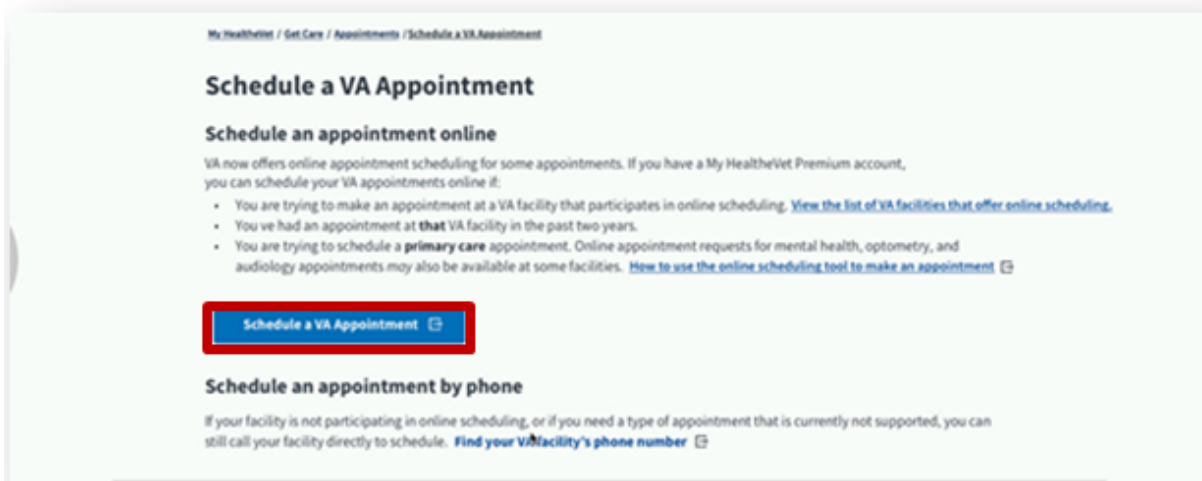 My HealtheVet / Get Care / Appointments / Schedule a VA Appointment
Schedule a VA Appointment
Schedule an appointment online
VA now offers online appointment scheduling for some appointments. If you have a My HealtheVet Premium account,
you can schedule your VA appointments online if:
• You are trying to make an appointment at a VA facility that participates in online scheduling. View the list of VA facilities that offer online scheduling.
• You ve had an appointment at that VA facility in the past two years.
• You are trying to schedule a primary care appointment. Online appointment requests for mental health, optometry, and
audiology appointments may also be available at some facilities. How to use the online scheduling tool to make an appointment
Schedule a VA Appointment
Schedule an appointment by phone
If your facility is not participating in online scheduling, or if you need a type of appointment that is currently not supported, you can
still call your facility directly to schedule. Find your VA facility's phone number